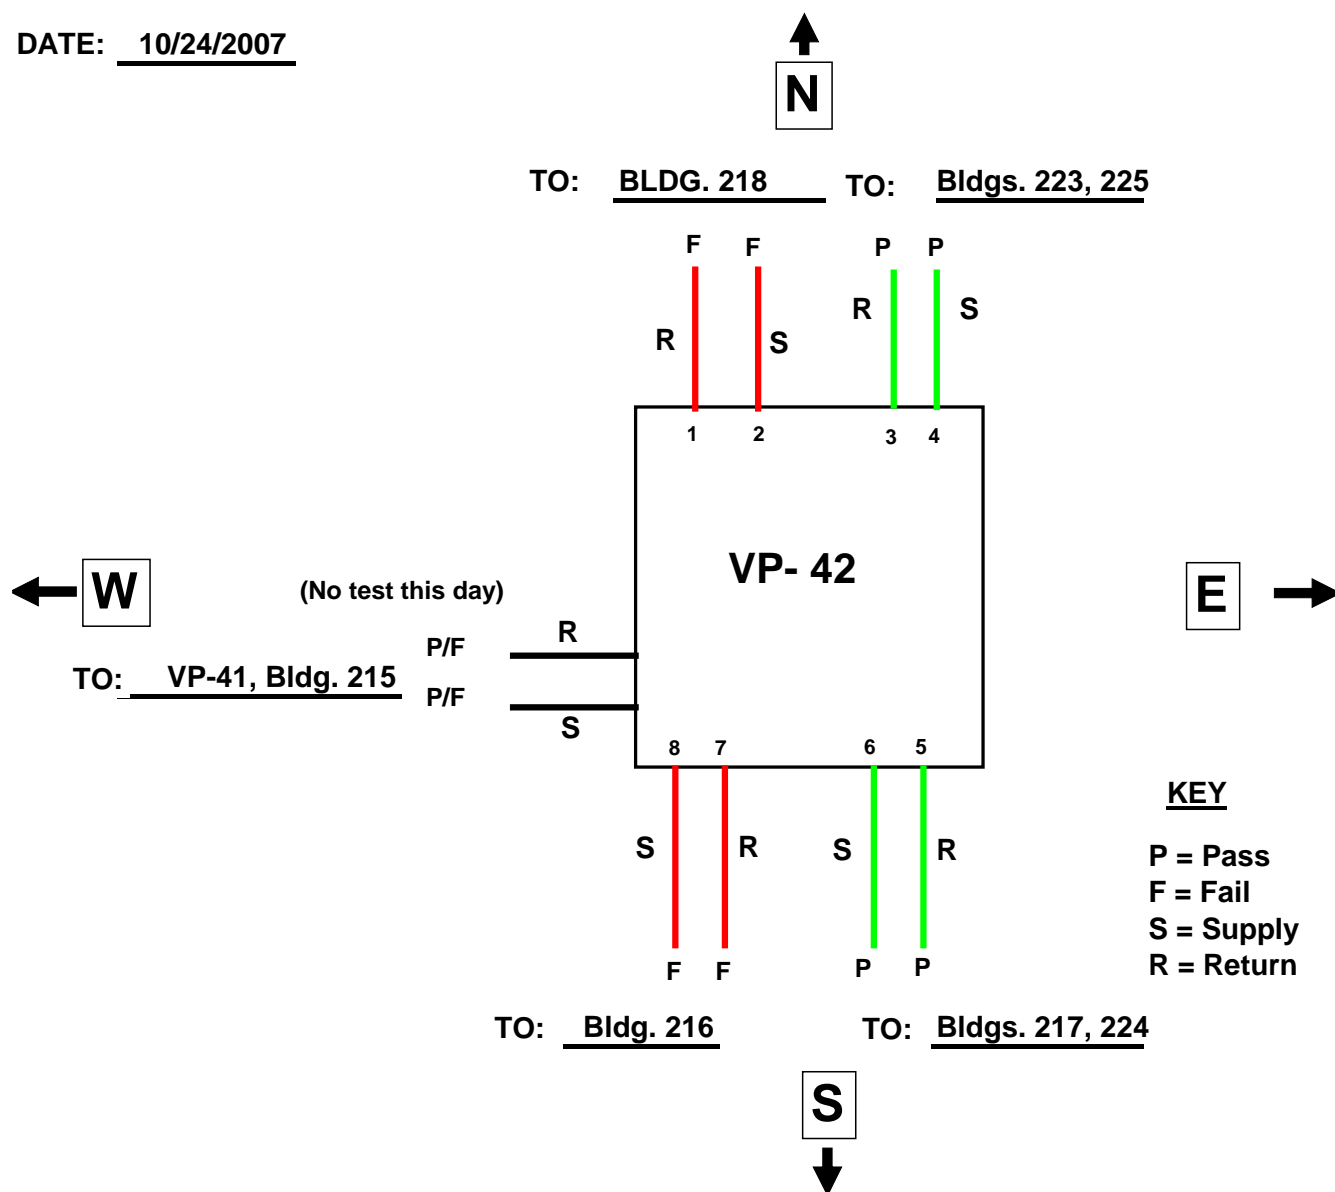 DATE: 10/24/2007
N
TO: BLDG. 218 TO: Bldgs. 223, 225
F F P P
R S R S
1 2 3 4
VP- 42
W (No test this day) E
P/F R
TO: VP-41, Bldg. 215
P/F S
8 7 6 5
S R S R
F F P P
TO: Bldg. 216 TO: Bldgs. 217, 224
S
KEY
P = Pass
F = Fail
S = Supply
R = Return